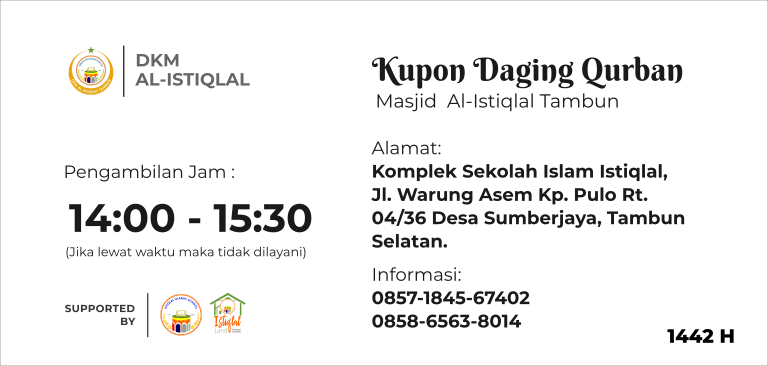 DKM
AL-ISTIQLAL
Kupon Daging Qurban
Masjid Al-Istiqlal Tambun
Pengambilan Jam :
14:00 - 15:30
(Jika lewat waktu maka tidak dilayani)
SUPPORTED
BY
Istiqlal
Alamat:
Komplek Sekolah Islam Istiqlal,
Jl. Warung Asem Kp. Pulo Rt.
04/36 Desa Sumberjaya, Tambun
Selatan.
Informasi:
0857-1845-67402
0858-6563-8014
1442 H